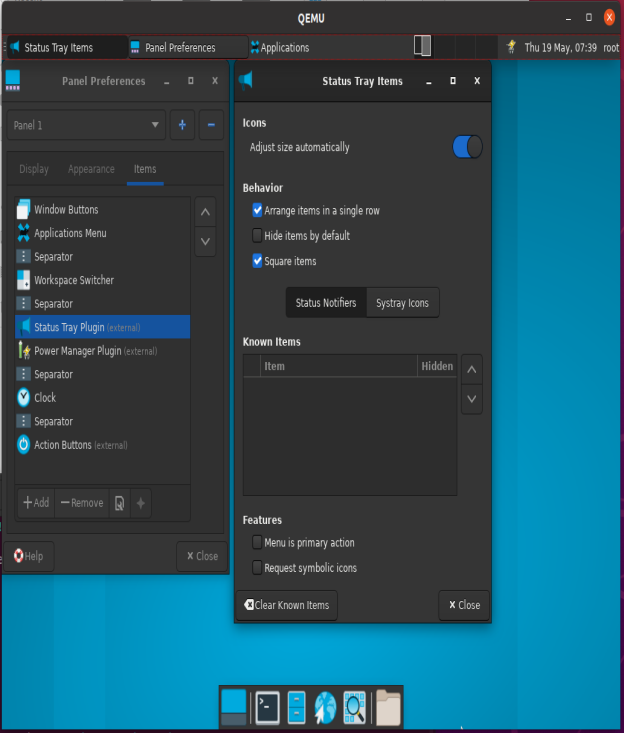 QEMU
Status Tray Items
Panel Preferences
Applications
Thu 19 May, 07:39
root
Panel Preferences
Panel 1
Display
Appearance
Items
Window Buttons
Applications Menu
Separator
Workspace Switcher
Separator
Status Tray Plugin (external)
Power Manager Plugin (external)
Separator
Clock
Separator
Action Buttons (external)
Add
Remove
Help
Close
Status Tray Items
Icons
Adjust size automatically
Behavior
Arrange items in a single row
Hide items by default
Square items
Status Notifiers
Systray Icons
Known Items
Item
Hidden
Features
Menu is primary action
Request symbolic icons
Clear Known Items
Close